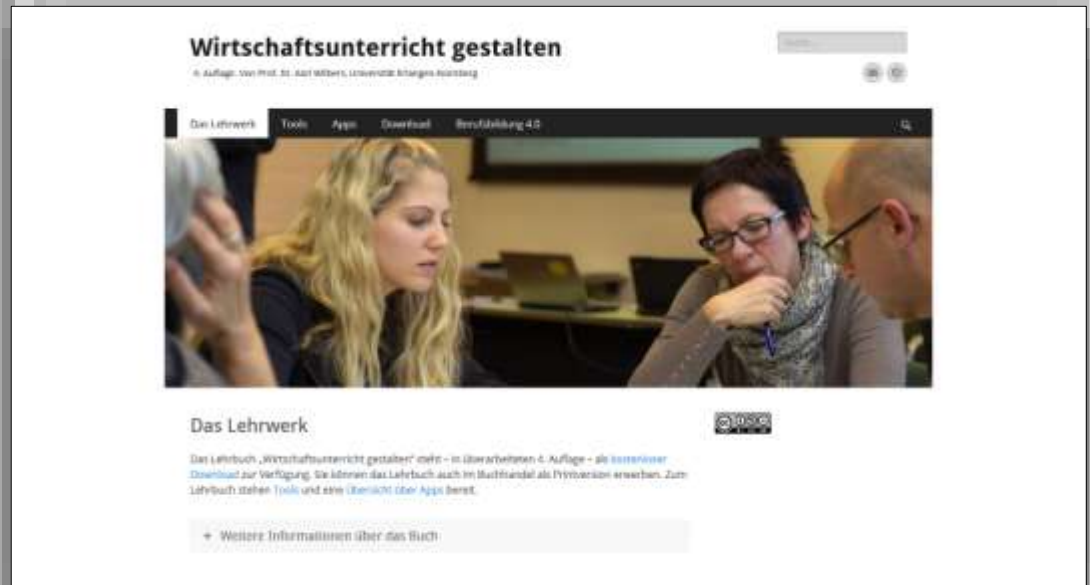 Wirtschaftsunterricht gestalten
4. Auflage. Von Prof. Dr. Karl Wilbers, Universität Erlangen-Nürnberg
Das Lehrwerk Tools Apps Download Berufsbildung 4.0
Das Lehrwerk
Das Lehrbuch „Wirtschaftsunterricht gestalten“ steht – in überarbeiteten 4. Auflage – als kostenloser
Download zur Verfügung. Sie können das Lehrbuch auch im Buchhandel als Printversion erwerben. Zum
Lehrbuch stehen Tools und eine Übersicht über Apps bereit.
+ Weitere Informationen über das Buch